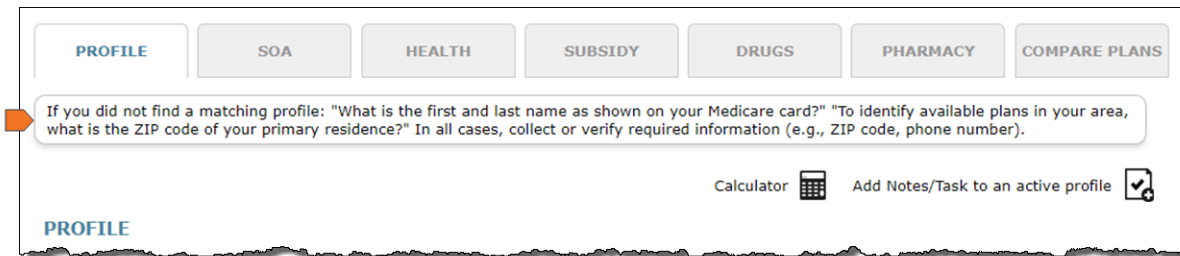 PROFILE SOA HEALTH SUBSIDY DRUGS PHARMACY COMPARE PLANS
If you did not find a matching profile: "What is the first and last name as shown on your Medicare card?" "To identify available plans in your area,
what is the ZIP code of your primary residence?" In all cases, collect or verify required information (e.g., ZIP code, phone number).
Calculator Add Notes/Task to an active profile
PROFILE